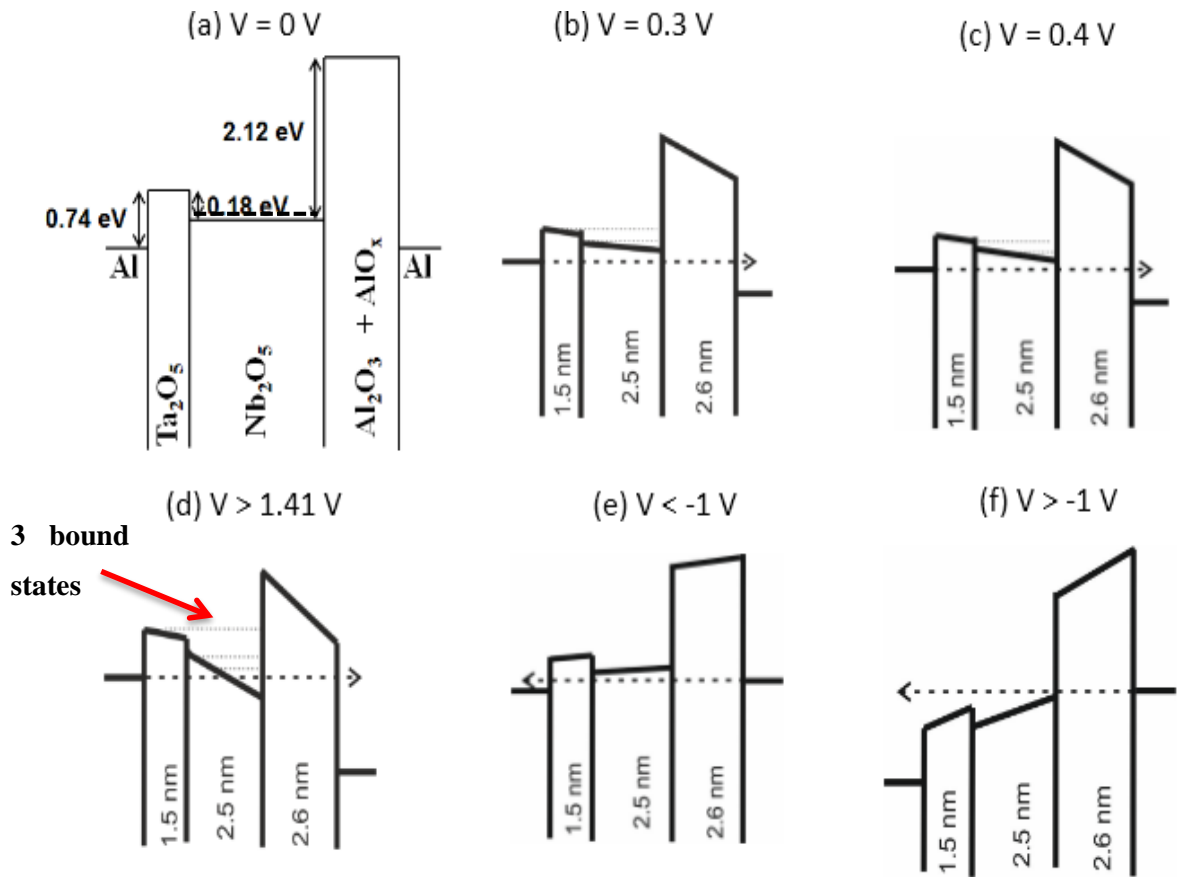 (a) V = 0 V
2.12 eV
0.74 eV
0.18 eV
Al
Al
Ta₂O₅
Nb₂O₅
Al₂O₃ + AlOₓ
(b) V = 0.3 V
1.5 nm
2.5 nm
2.6 nm
(c) V = 0.4 V
1.5 nm
2.5 nm
2.6 nm
(d) V > 1.41 V
3 bound
states
1.5 nm
2.5 nm
2.6 nm
(e) V < -1 V
1.5 nm
2.5 nm
2.6 nm
(f) V > -1 V
1.5 nm
2.5 nm
2.6 nm